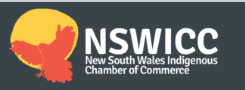 NSWICC
New South Wales Indigenous
Chamber of Commerce